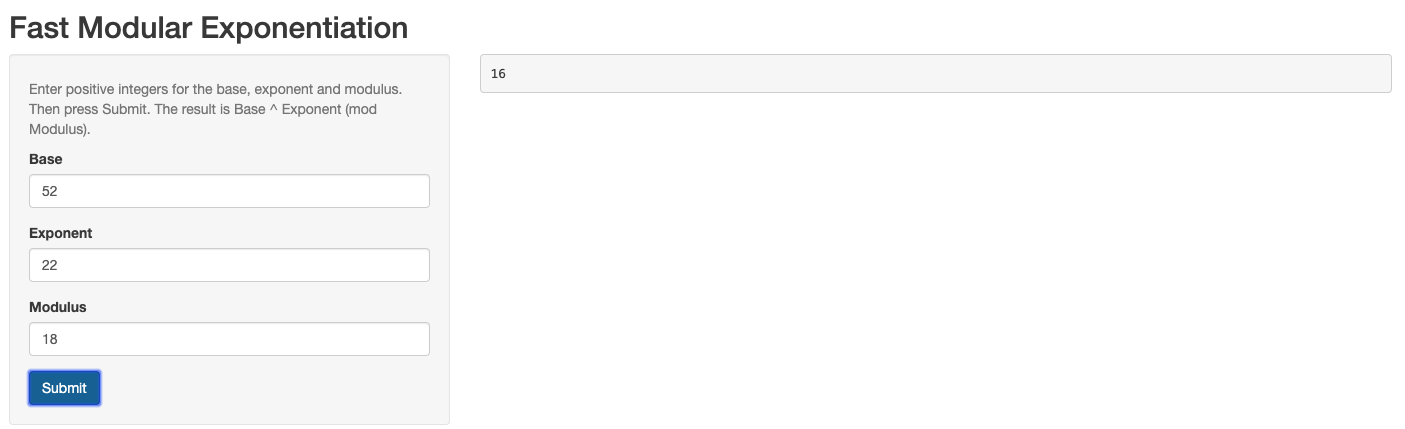 Fast Modular Exponentiation
Enter positive integers for the base, exponent and modulus.
Then press Submit. The result is Base ^ Exponent (mod
Modulus).
Base
52
Exponent
22
Modulus
18
Submit
16